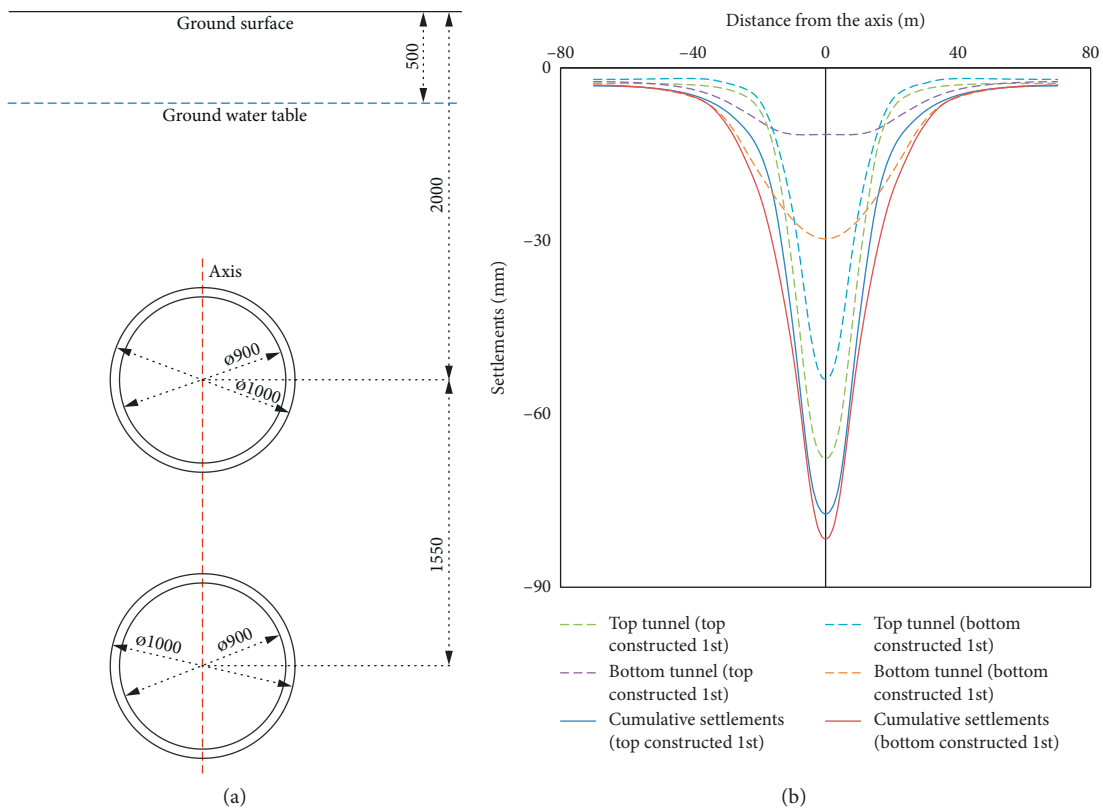 Ground surface
500
Ground water table
2000
Axis
ø900
ø1000
1550
ø1000
ø900
(a)
Distance from the axis (m)
−80
−40
0
40
80
0
−30
−60
−90
Settlements (mm)
Top tunnel (top
constructed 1st)
Bottom tunnel (top
constructed 1st)
Cumulative settlements
(top constructed 1st)
Top tunnel (bottom
constructed 1st)
Bottom tunnel (bottom
constructed 1st)
Cumulative settlements
(bottom constructed 1st)
(b)